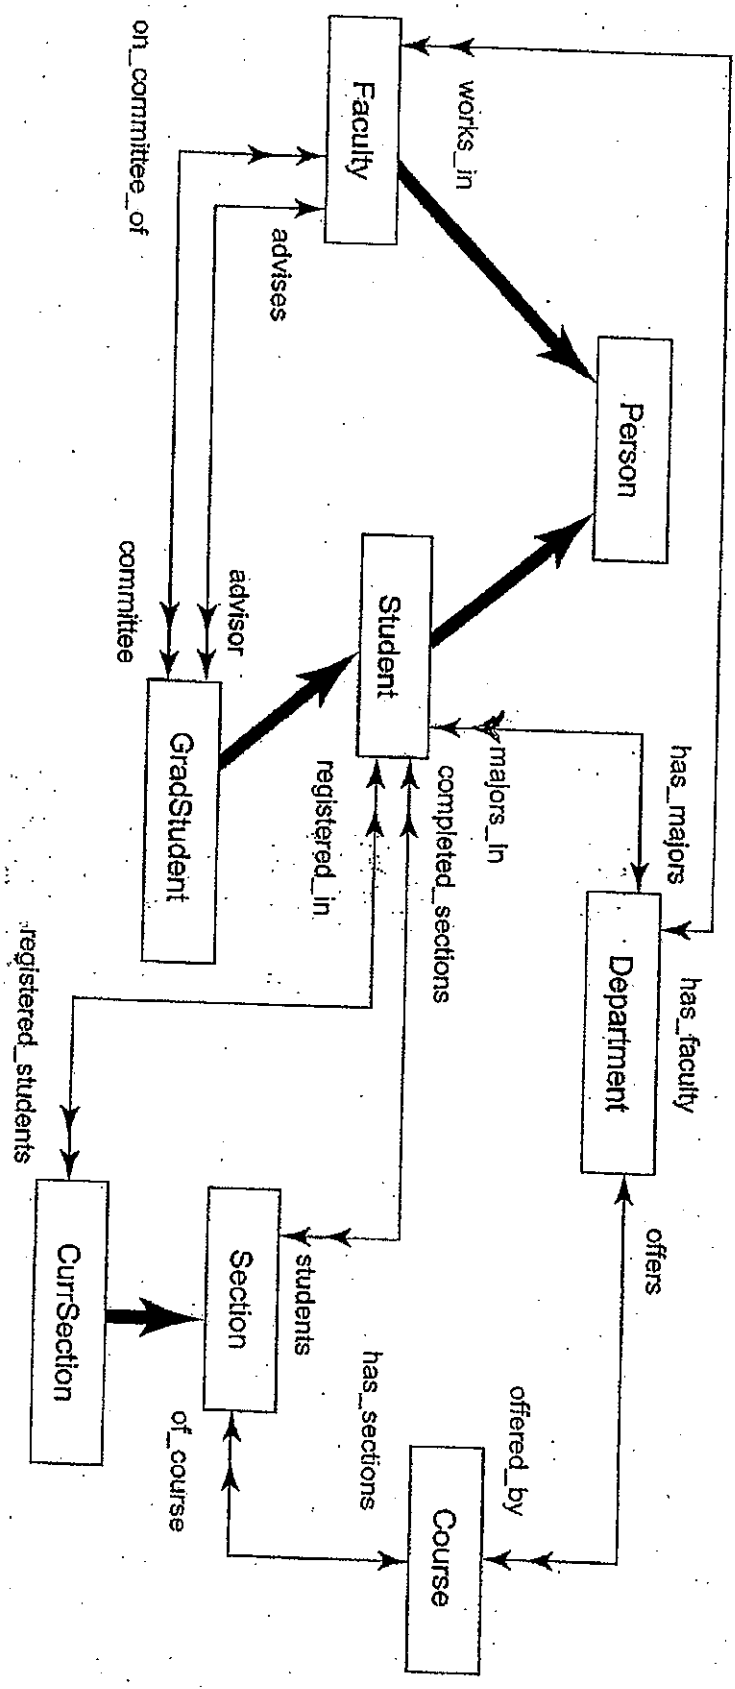 Person
has_faculty
Department
has_majors
offers
works_in
majors_in
offered_by
Course
Faculty
Student
completed_sections
students
has_sections
advises
registered_in
Section
advisor
GradStudent
of_course
on_committee_of
committee
registered_students
CurrSection